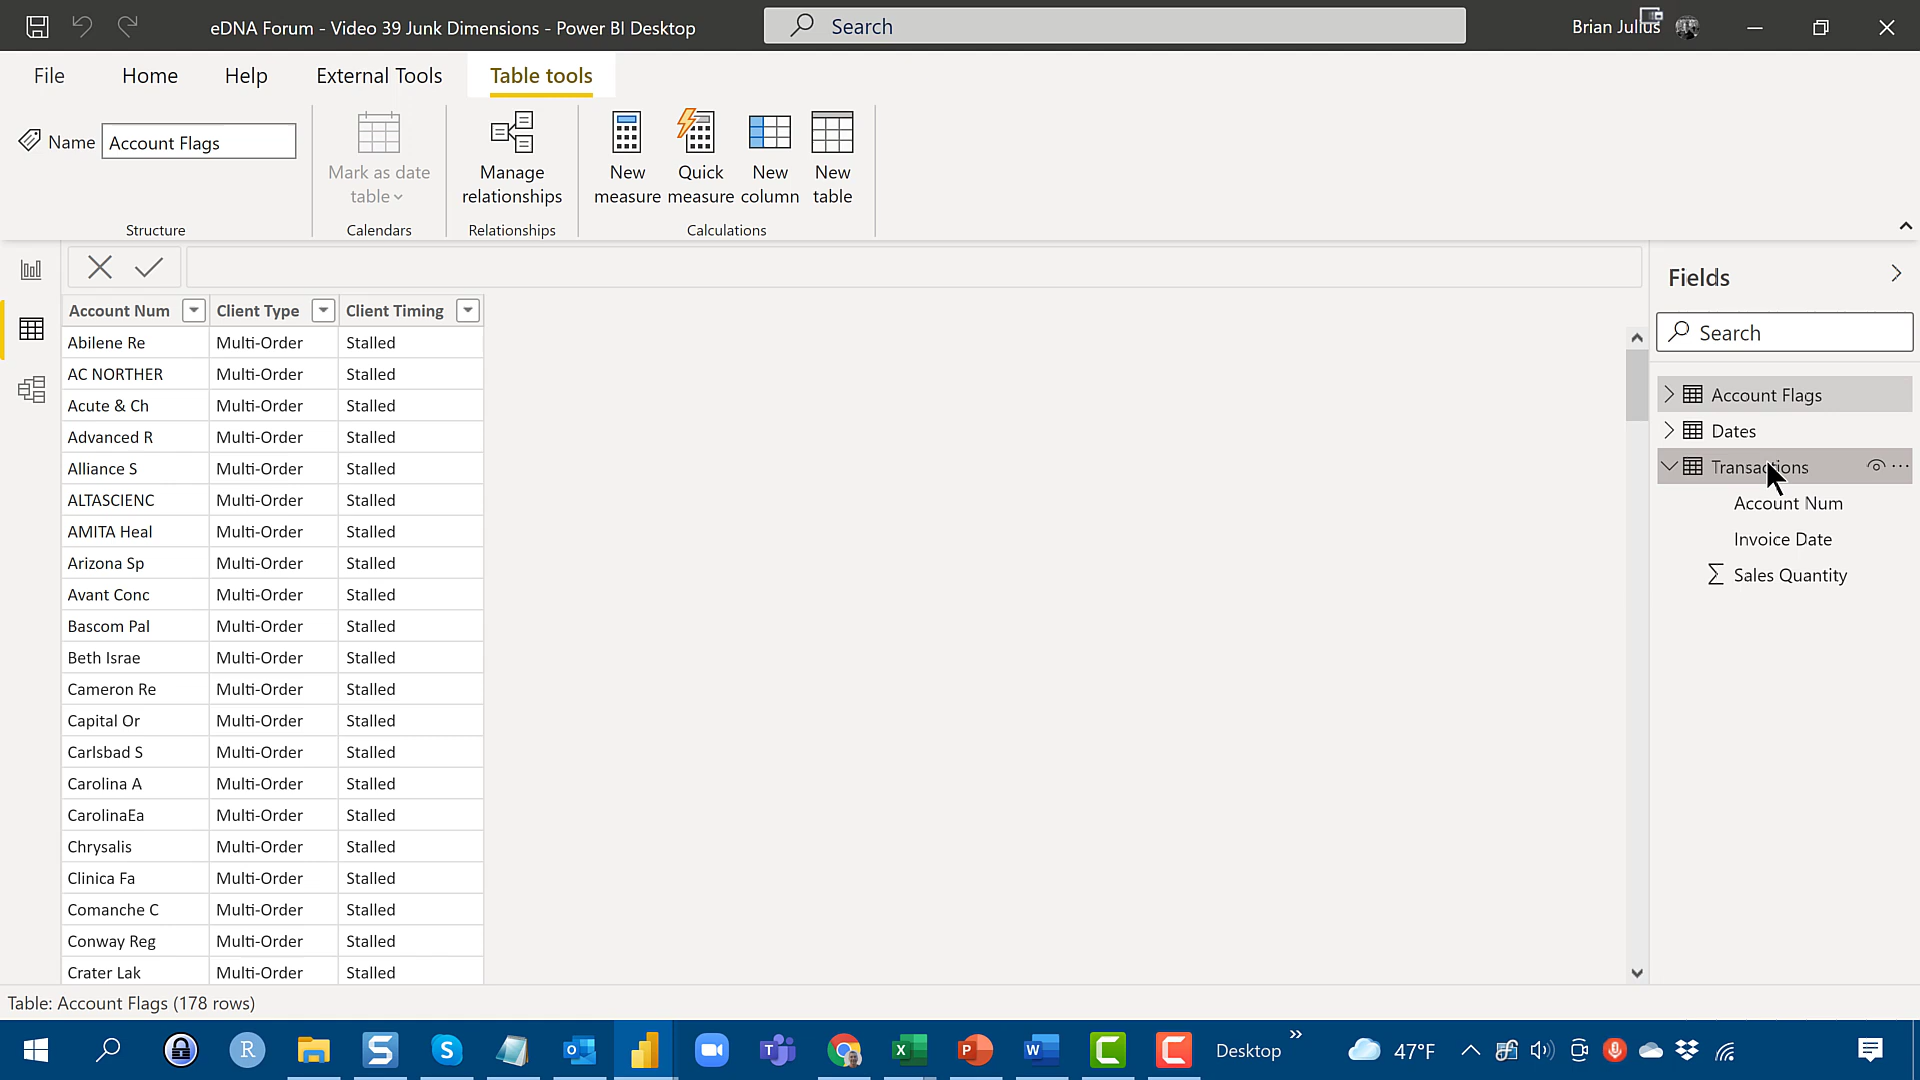 eDNA Forum - Video 39 Junk Dimensions - Power BI Desktop
Search
Brian Julius
File
Home
Help
External Tools
Table tools
Name
Account Flags
Mark as date
table
Manage
relationships
New
measure
Quick
measure
New
column
New
table
Structure
Calendars
Relationships
Calculations
Fields
Search
Account Flags
Dates
Transactions
Account Num
Invoice Date
Sales Quantity
Account Num Client Type Client Timing
Abilene Re Multi-Order Stalled
AC NORTHER Multi-Order Stalled
Acute & Ch Multi-Order Stalled
Advanced R Multi-Order Stalled
Alliance S Multi-Order Stalled
ALTASCIENC Multi-Order Stalled
AMITA Heal Multi-Order Stalled
Arizona Sp Multi-Order Stalled
Avant Conc Multi-Order Stalled
Bascom Pal Multi-Order Stalled
Beth Israe Multi-Order Stalled
Cameron Re Multi-Order Stalled
Capital Or Multi-Order Stalled
Carlsbad S Multi-Order Stalled
Carolina A Multi-Order Stalled
CarolinaEa Multi-Order Stalled
Chrysalis Multi-Order Stalled
Clinica Fa Multi-Order Stalled
Comanche C Multi-Order Stalled
Conway Reg Multi-Order Stalled
Crater Lak Multi-Order Stalled
Table: Account Flags (178 rows)
Desktop
47°F